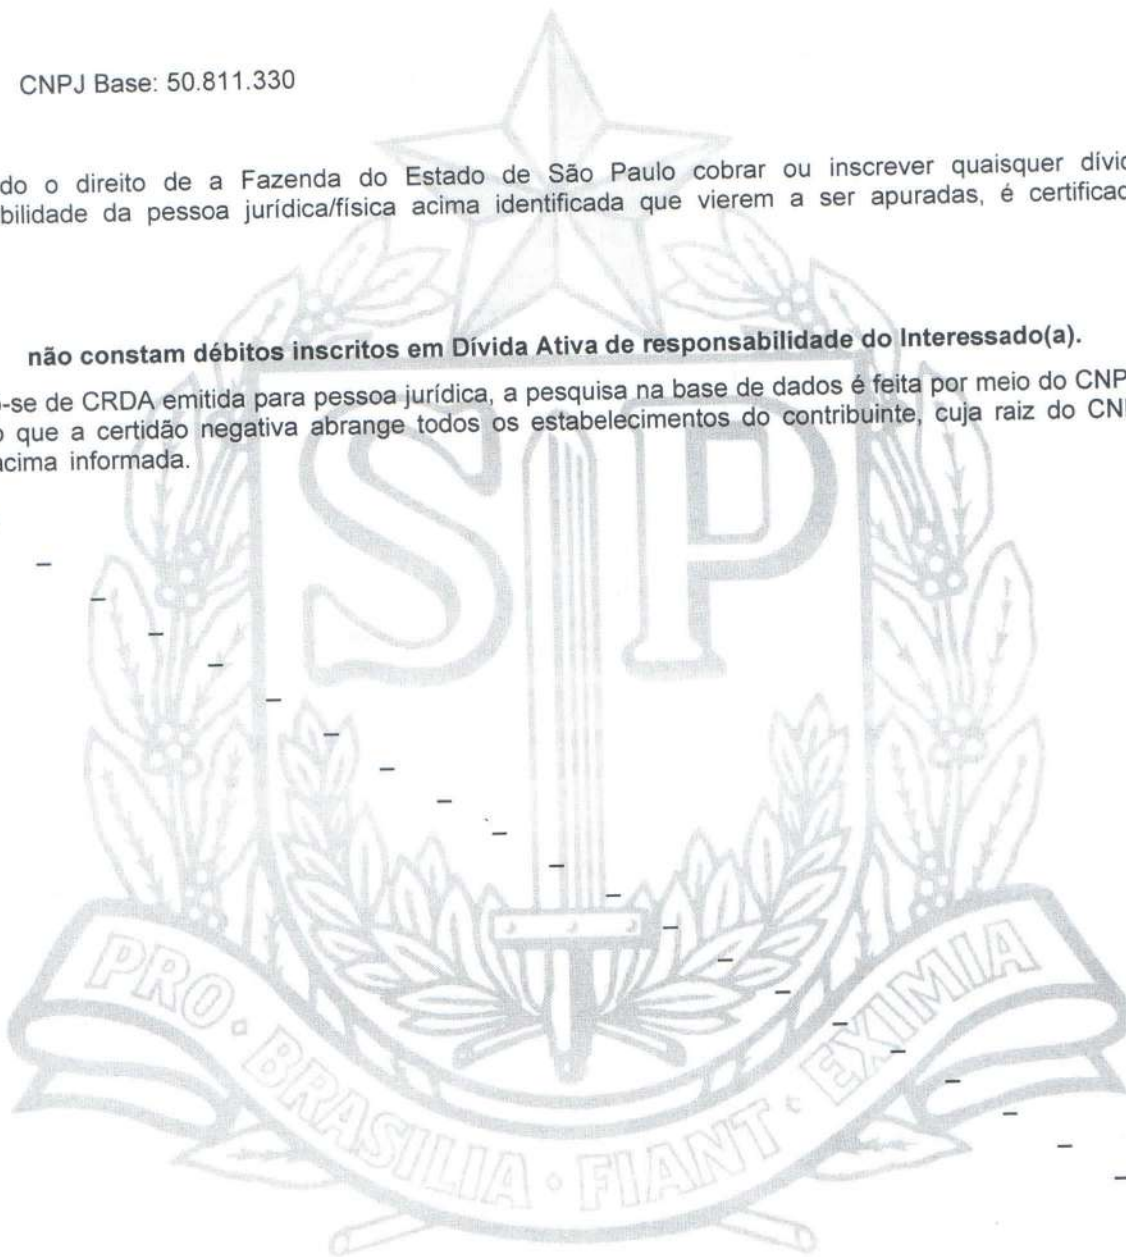 CNPJ Base: 50.811.330
do o direito de a Fazenda do Estado de São Paulo cobrar ou inscrever quaisquer dívic
bilidade da pessoa jurídica/física acima identificada que vierem a ser apuradas, é certificad
não constam débitos inscritos em Dívida Ativa de responsabilidade do Interessado(a).
-se de CRDA emitida para pessoa jurídica, a pesquisa na base de dados é feita por meio do CNP
o que a certidão negativa abrange todos os estabelecimentos do contribuinte, cuja raiz do CN
acima informada.
SP
PRO · BRASILIA · FIANT · EXIMIA